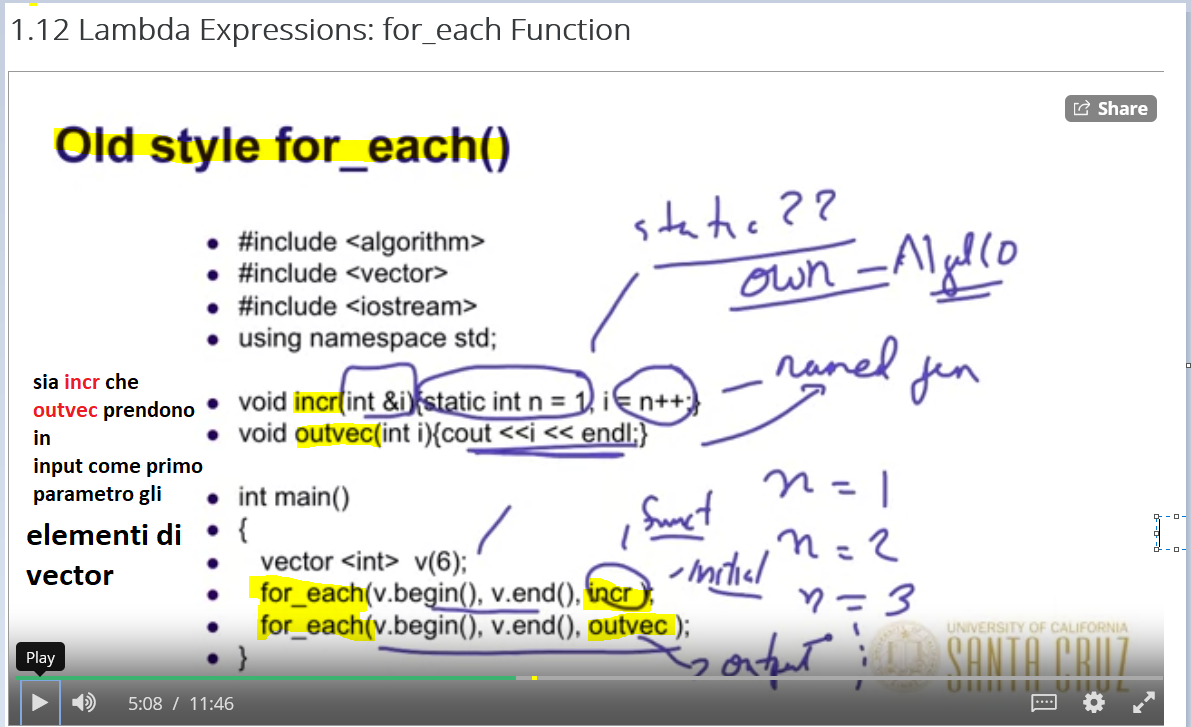 1.12 Lambda Expressions: for_each Function
Share
Old style for_each()
static ??
own – Algl60
#include <algorithm>
#include <vector>
#include <iostream>
using namespace std;
sia incr che
outvec prendono
in
input come primo
parametro gli
elementi di
vector
void incr(int &i){static int n = 1; i = n++;}
– named fcn
void outvec(int i){cout <<i << endl;}
int main()
{
vector <int> v(6);
for_each(v.begin(), v.end(), incr );
for_each(v.begin(), v.end(), outvec );
}
funct
– initial
output
n = 1
n = 2
n = 3
UNIVERSITY OF CALIFORNIA
SANTA CRUZ
Play
5:08 / 11:46